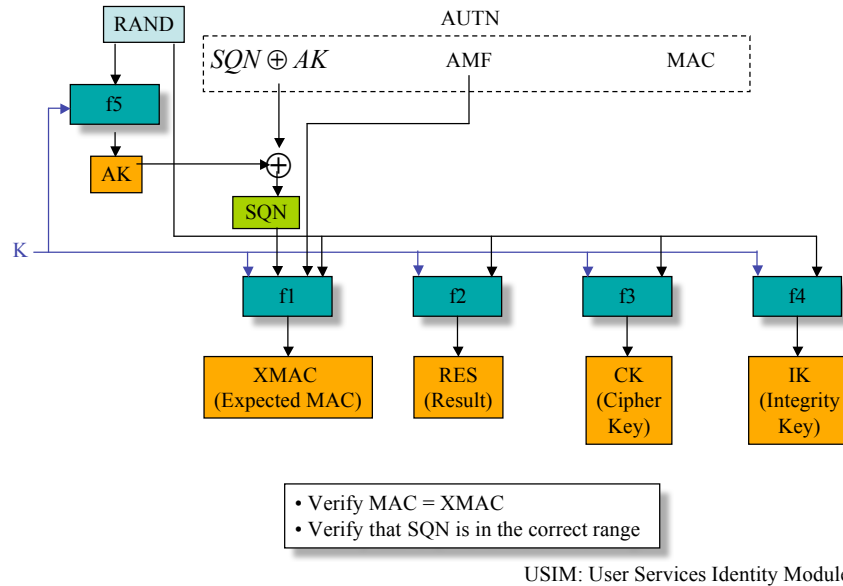 AUTN
RAND
SQN ⊕ AK
AMF
MAC
f5
AK
SQN
K
f1
f2
f3
f4
XMAC
(Expected MAC)
RES
(Result)
CK
(Cipher
Key)
IK
(Integrity
Key)
• Verify MAC = XMAC
• Verify that SQN is in the correct range
USIM: User Services Identity Module